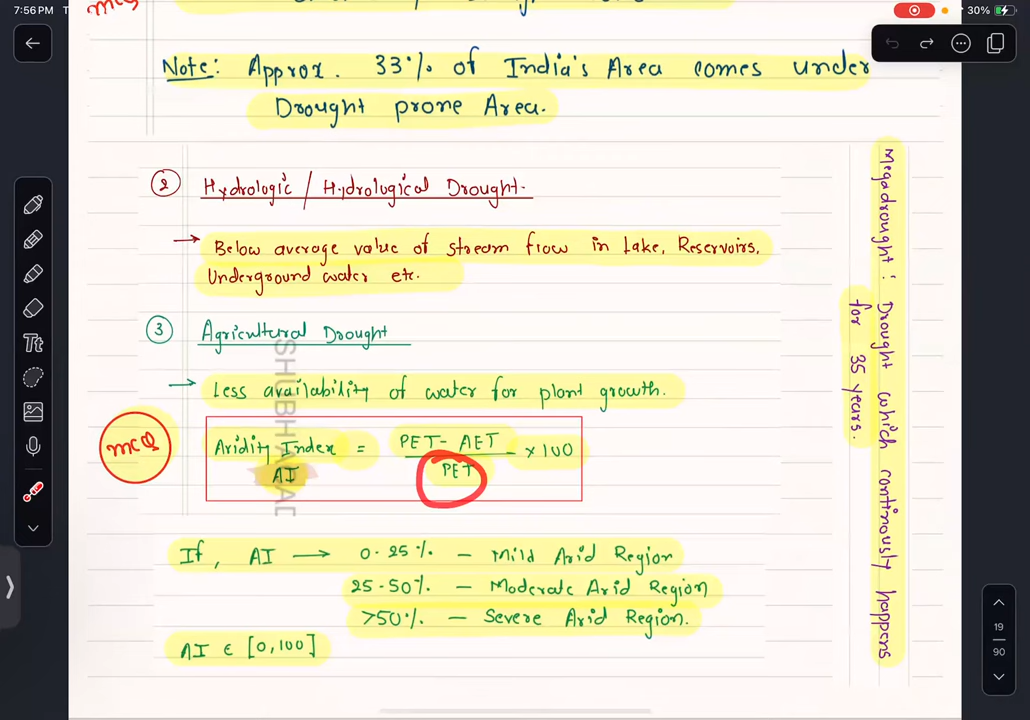 7:56 PM
30%
MCQ
Note: Approx. 33% of India's Area comes under
Drought prone Area.
② Hydrologic / Hydrological Drought.
→ Below average value of stream flow in Lake, Reservoirs,
Underground water etc.
③ Agricultural Drought
→ Less availability of water for plant growth.
MCQ
Aridity Index = PET - AET / PET × 100
AI
If, AI → 0-25% - Mild Arid Region
25-50% - Moderate Arid Region
>50% - Severe Arid Region.
AI ∈ [0,100]
Megadrought: Drought which continously happens
for 35 years.
SHUBHAM
Tt
19
90